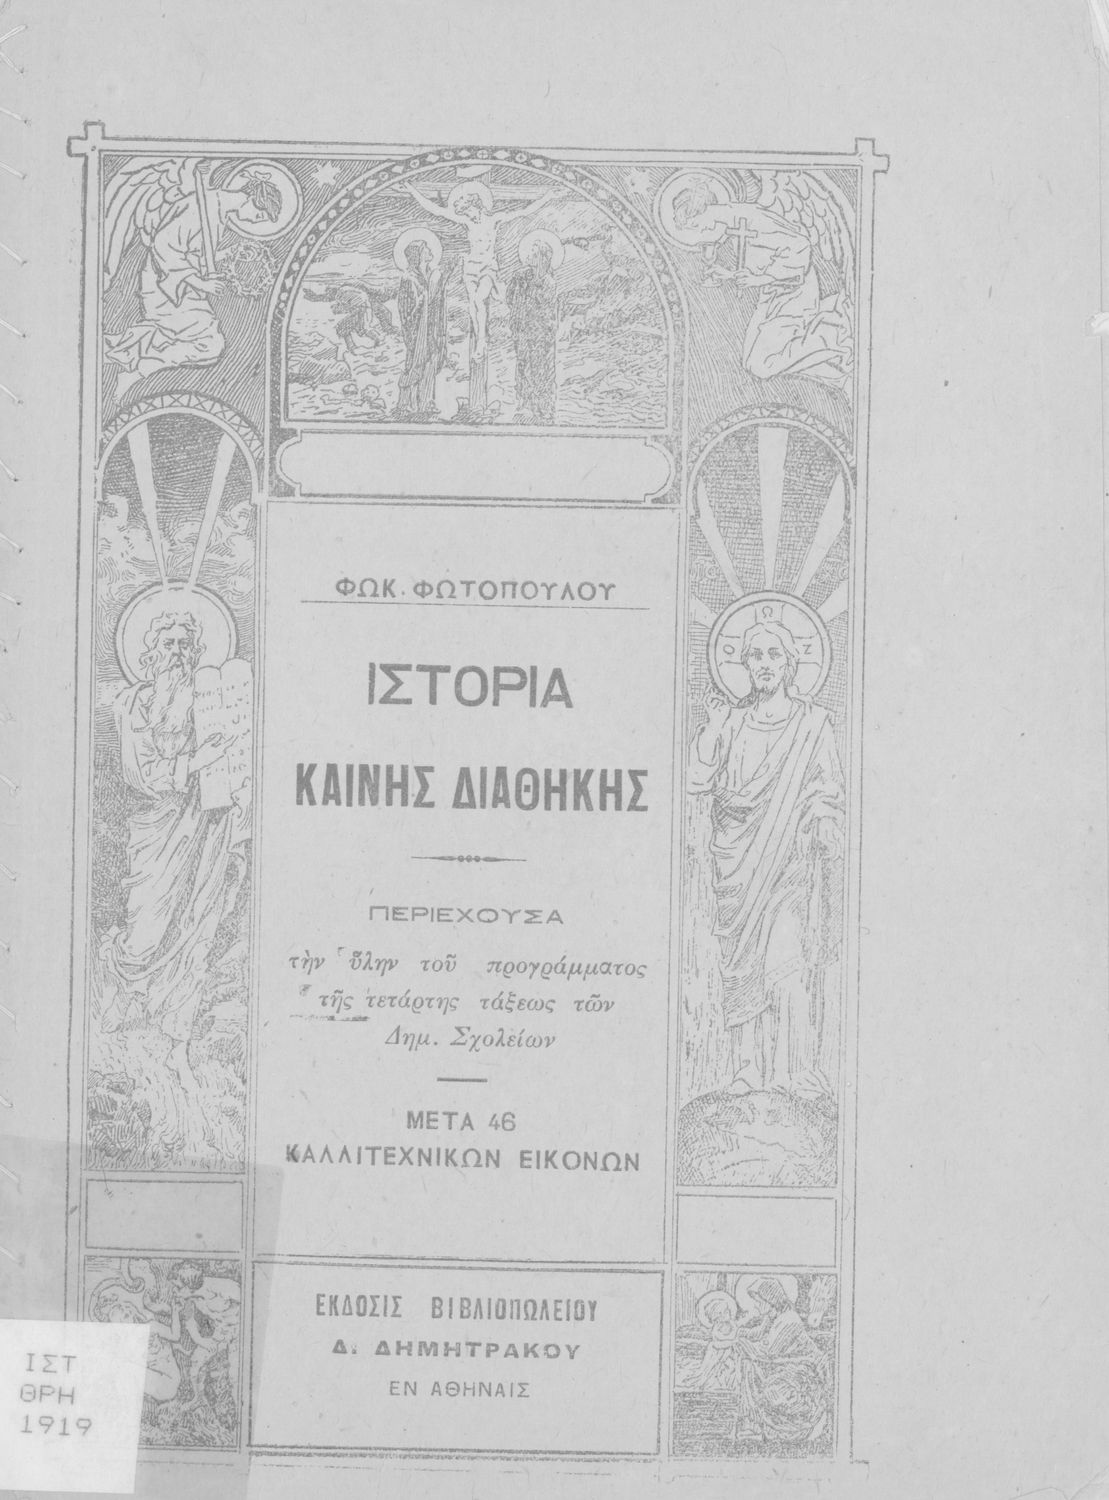 ΦΩΚ. ΦΩΤΟΠΟΥΛΟΥ
ΙΣΤΟΡΙΑ
ΚΑΙΝΗΣ ΔΙΑΘΗΚΗΣ
ΠΕΡΙΕΧΟΥΣΑ
τὴν ὕλην τοῦ προγράμματος
τῆς τετάρτης τάξεως τῶν
Δημ. Σχολείων
ΜΕΤΑ 46
ΚΑΛΛΙΤΕΧΝΙΚΩΝ ΕΙΚΟΝΩΝ
ΕΚΔΟΣΙΣ ΒΙΒΛΙΟΠΩΛΕΙΟΥ
Δ. ΔΗΜΗΤΡΑΚΟΥ
ΕΝ ΑΘΗΝΑΙΣ
ΙΣΤ
ΘΡΗ
1919